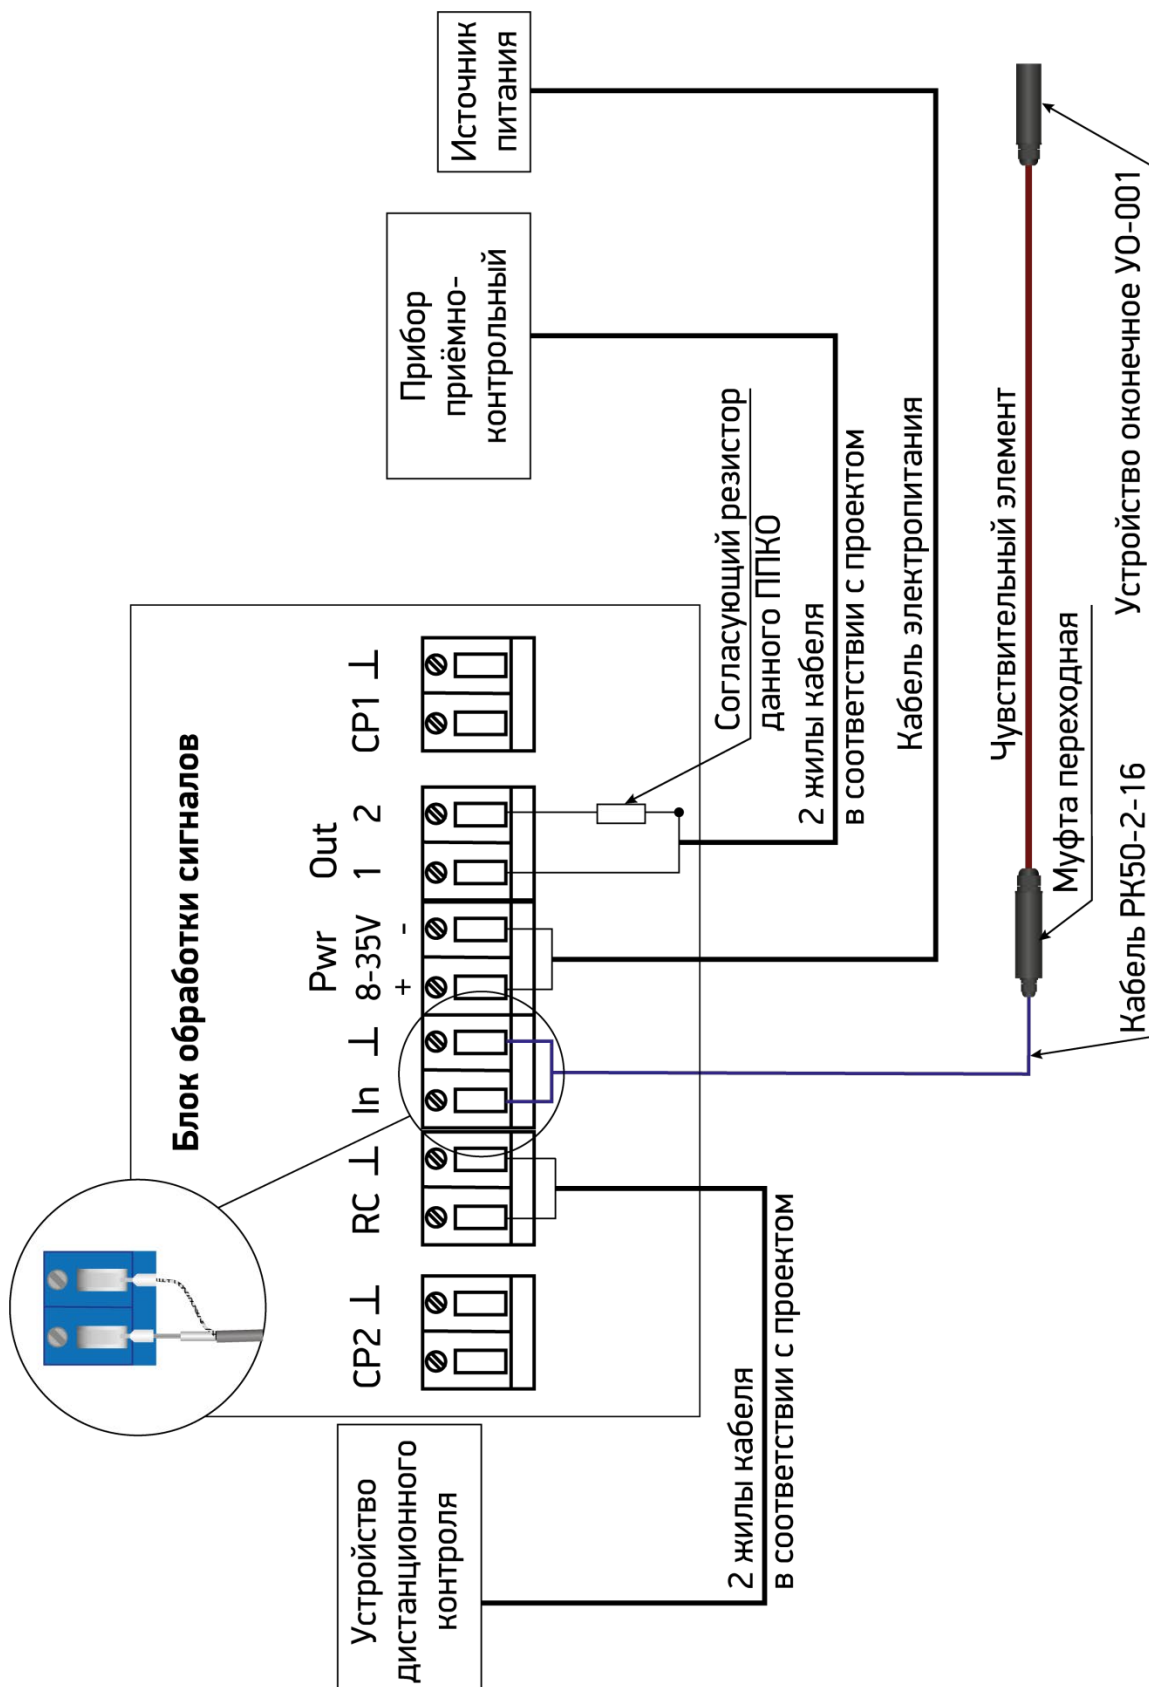 Блок обработки сигналов
Pwr
Out
CP2 ⊥
RC ⊥
In ⊥
8-35V
+ -
1 2
CP1 ⊥
Устройство
дистанционного
контроля
Прибор
приёмно-
контрольный
Источник
питания
Согласующий резистор
данного ППКО
2 жилы кабеля
в соответствии с проектом
2 жилы кабеля
в соответствии с проектом
Кабель электропитания
Чувствительный элемент
Муфта переходная
Кабель РК50-2-16
Устройство оконечное УО-001